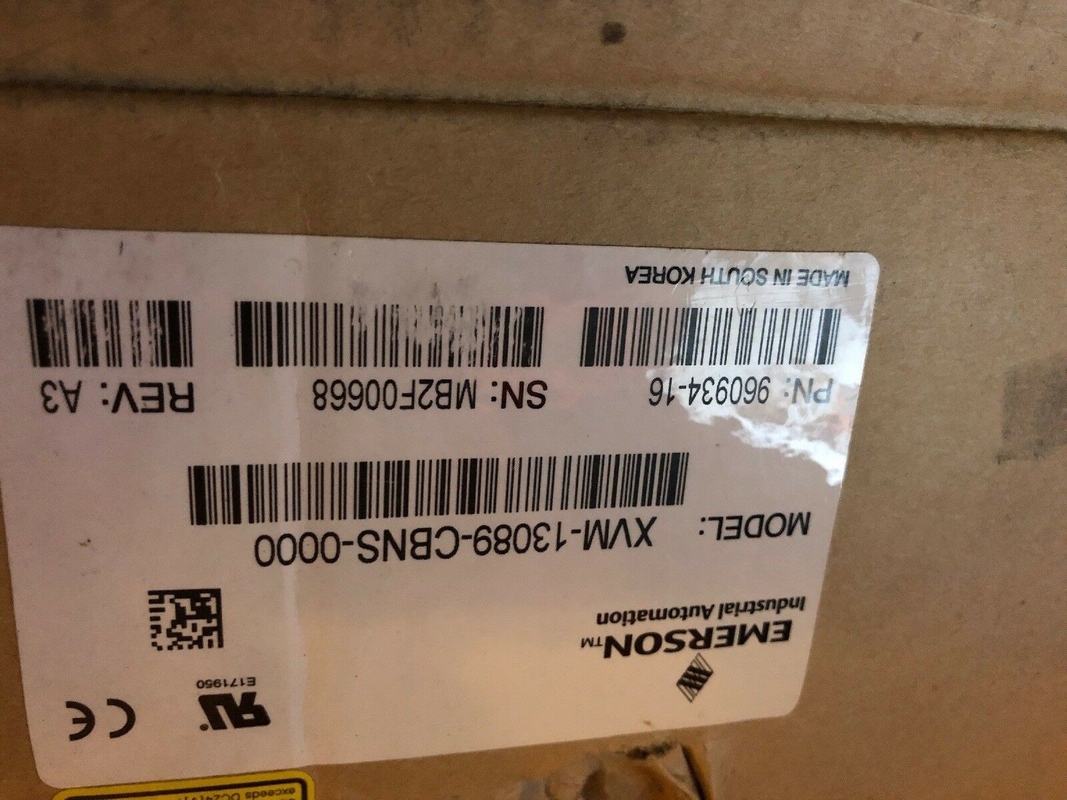 EMERSON™
Industrial Automation
E171950
MODEL: XVM-13089-CBNS-0000
PN: 960934-16 SN: MB2F00668 REV: A3
MADE IN SOUTH KOREA
exceeds